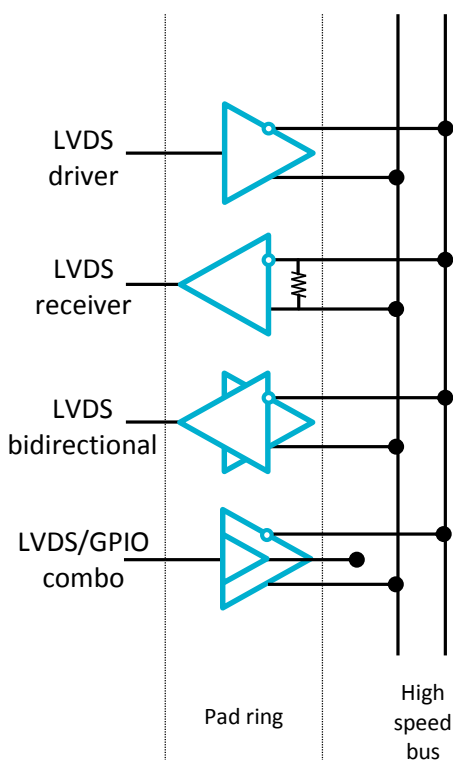 LVDS
driver
LVDS
receiver
LVDS
bidirectional
LVDS/GPIO
combo
Pad ring
High
speed
bus